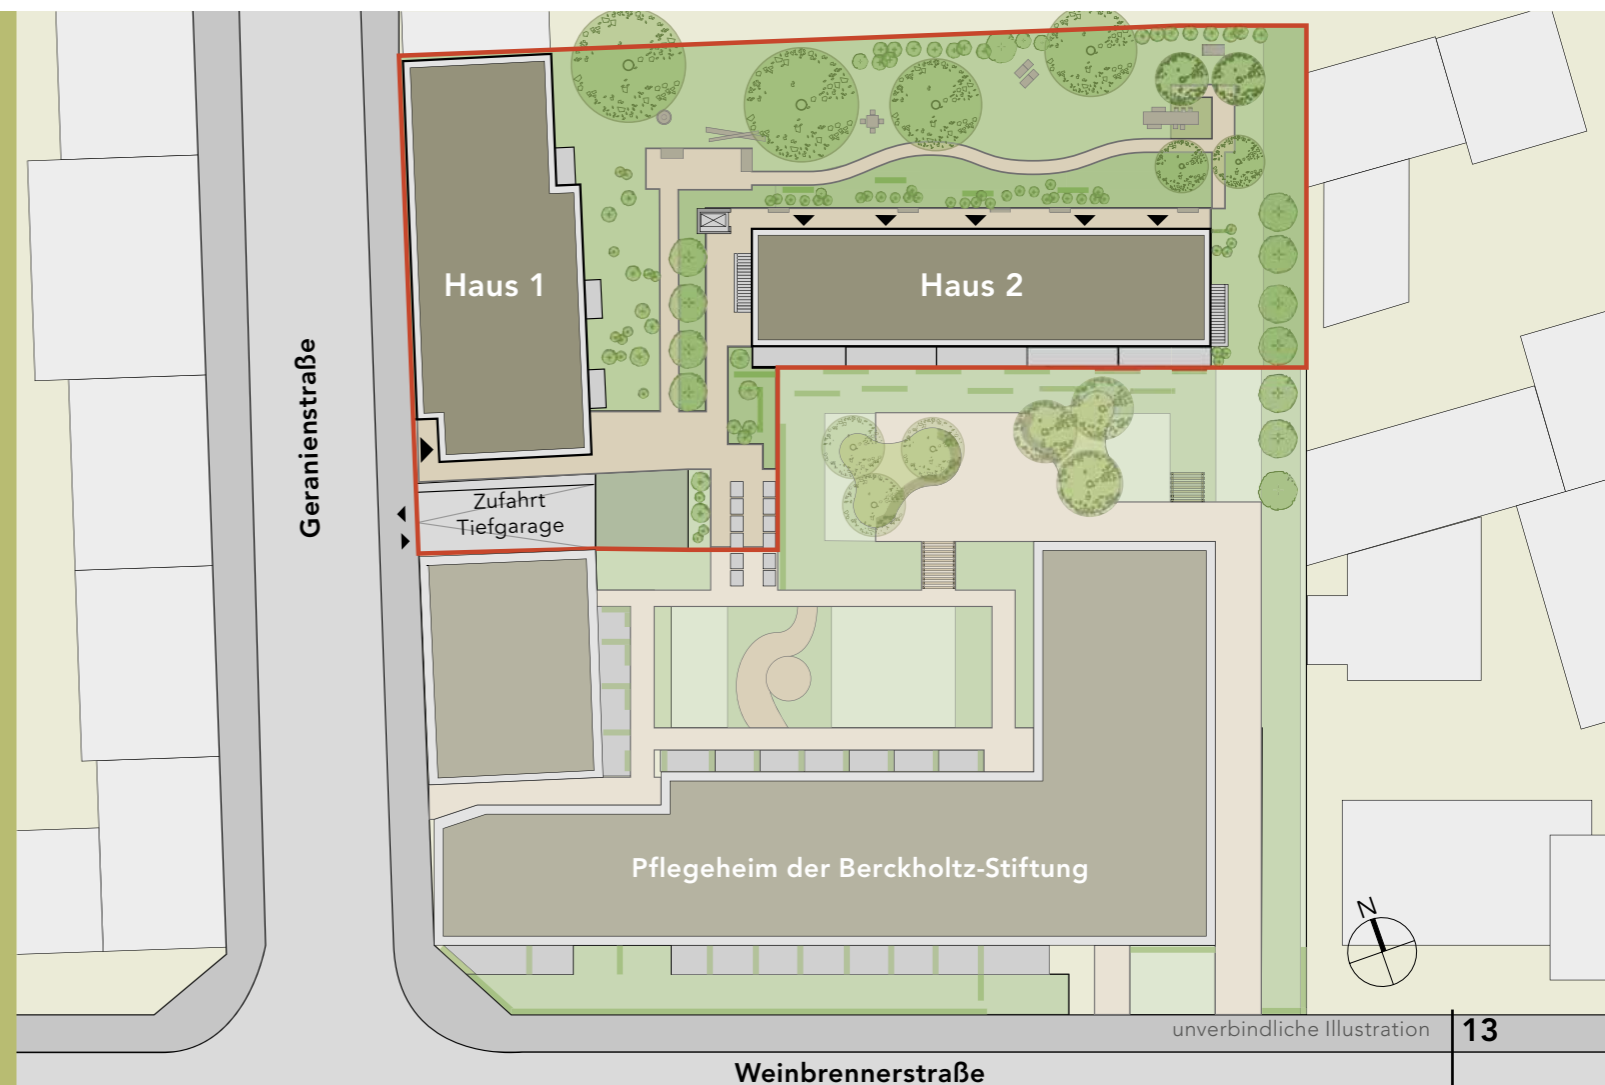 Haus 1
Haus 2
Geranienstraße
Zufahrt
Tiefgarage
Pflegeheim der Berckholtz-Stiftung
N
unverbindliche Illustration
13
Weinbrennerstraße